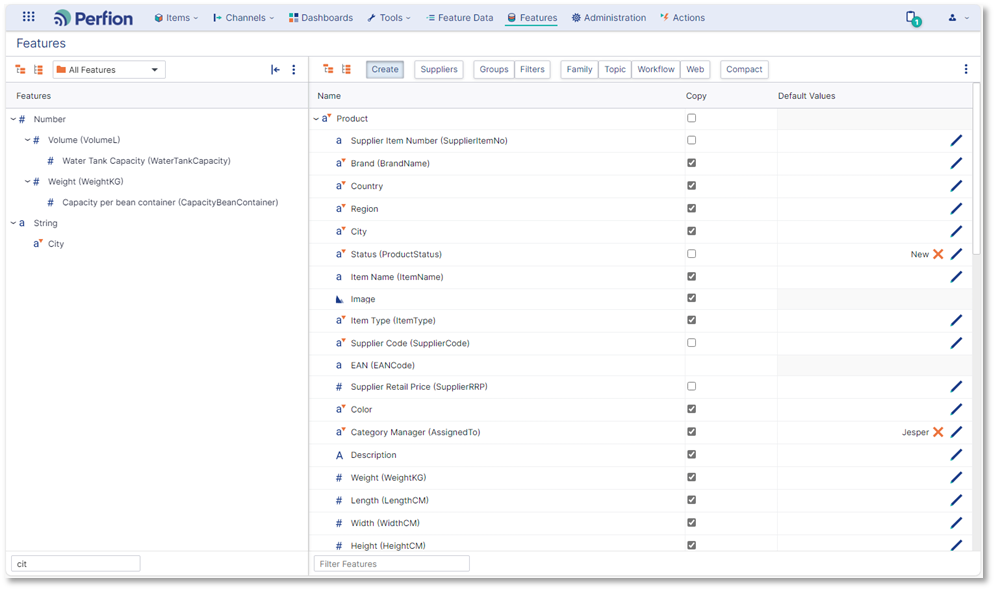 Perfion Items Channels Dashboards Tools Feature Data Features Administration Actions 1
Features
All Features Create Suppliers Groups Filters Family Topic Workflow Web Compact
Features Name Copy Default Values
# Number
# Volume (VolumeL)
# Water Tank Capacity (WaterTankCapacity)
# Weight (WeightKG)
# Capacity per bean container (CapacityBeanContainer)
a String
a City
cit
a Product
a Supplier Item Number (SupplierItemNo)
a Brand (BrandName)
a Country
a Region
a City
a Status (ProductStatus) New
a Item Name (ItemName)
Image
a Item Type (ItemType)
a Supplier Code (SupplierCode)
a EAN (EANCode)
# Supplier Retail Price (SupplierRRP)
a Color
a Category Manager (AssignedTo) Jesper
A Description
# Weight (WeightKG)
# Length (LengthCM)
# Width (WidthCM)
# Height (HeightCM)
Filter Features